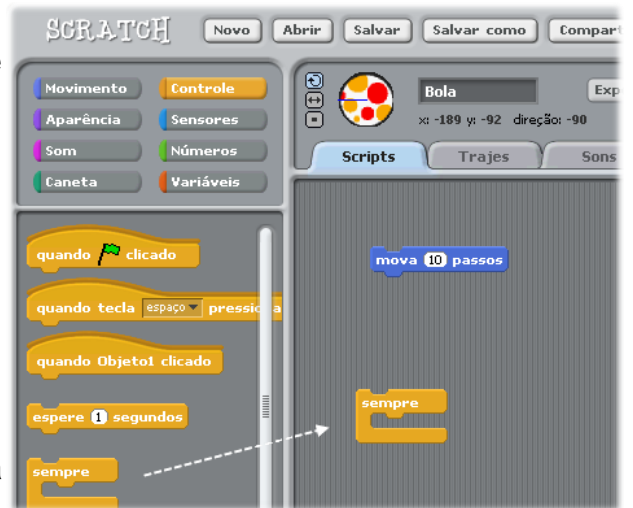 SCRATCH Novo Abrir Salvar Salvar como
Movimento Controle
Aparência Sensores
Som Números
Caneta Variáveis
Bola
x: -189 y: -92 direção: -90
Scripts Trajes Sons
quando clicado
quando tecla espaço
quando Objeto1 clicado
espere 1 segundos
sempre
mova 10 passos
sempre